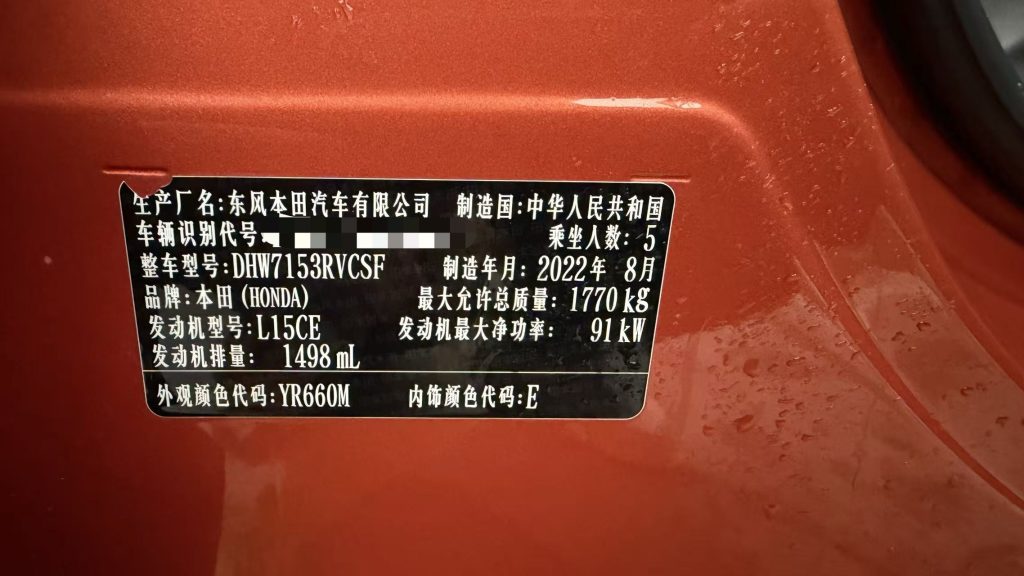 生产厂名:东风本田汽车有限公司 制造国:中华人民共和国
车辆识别代号 乘坐人数: 5
整车型号:DHW7153RVCSF 制造年月: 2022年 8月
品牌:本田(HONDA) 最大允许总质量: 1770 kg
发动机型号:L15CE 发动机最大净功率: 91 kW
发动机排量: 1498 mL
外观颜色代码:YR660M 内饰颜色代码:E